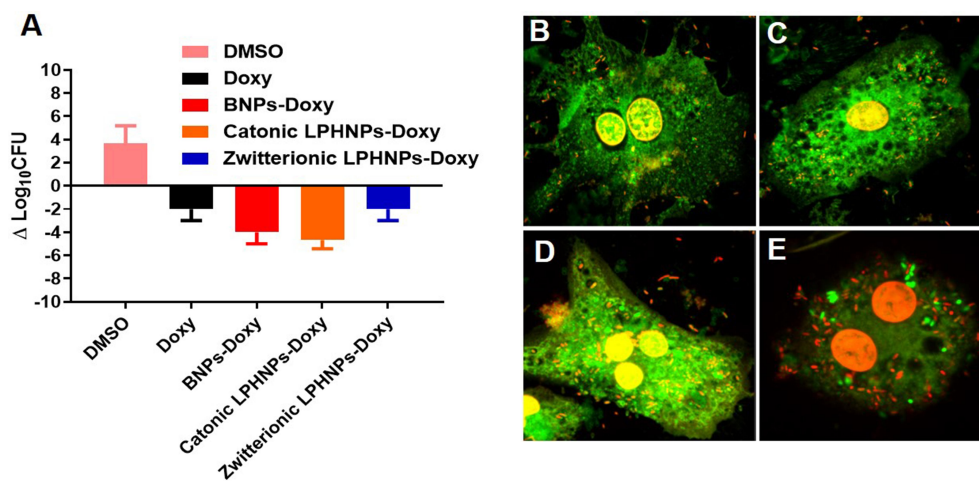 A
DMSO
Doxy
BNPs-Doxy
Catonic LPHNPs-Doxy
Zwitterionic LPHNPs-Doxy
Δ Log10CFU
10
8
6
4
2
0
-2
-4
-6
-8
-10
DMSO
Doxy
BNPs-Doxy
Catonic LPHNPs-Doxy
Zwitterionic LPHNPs-Doxy
B
C
D
E